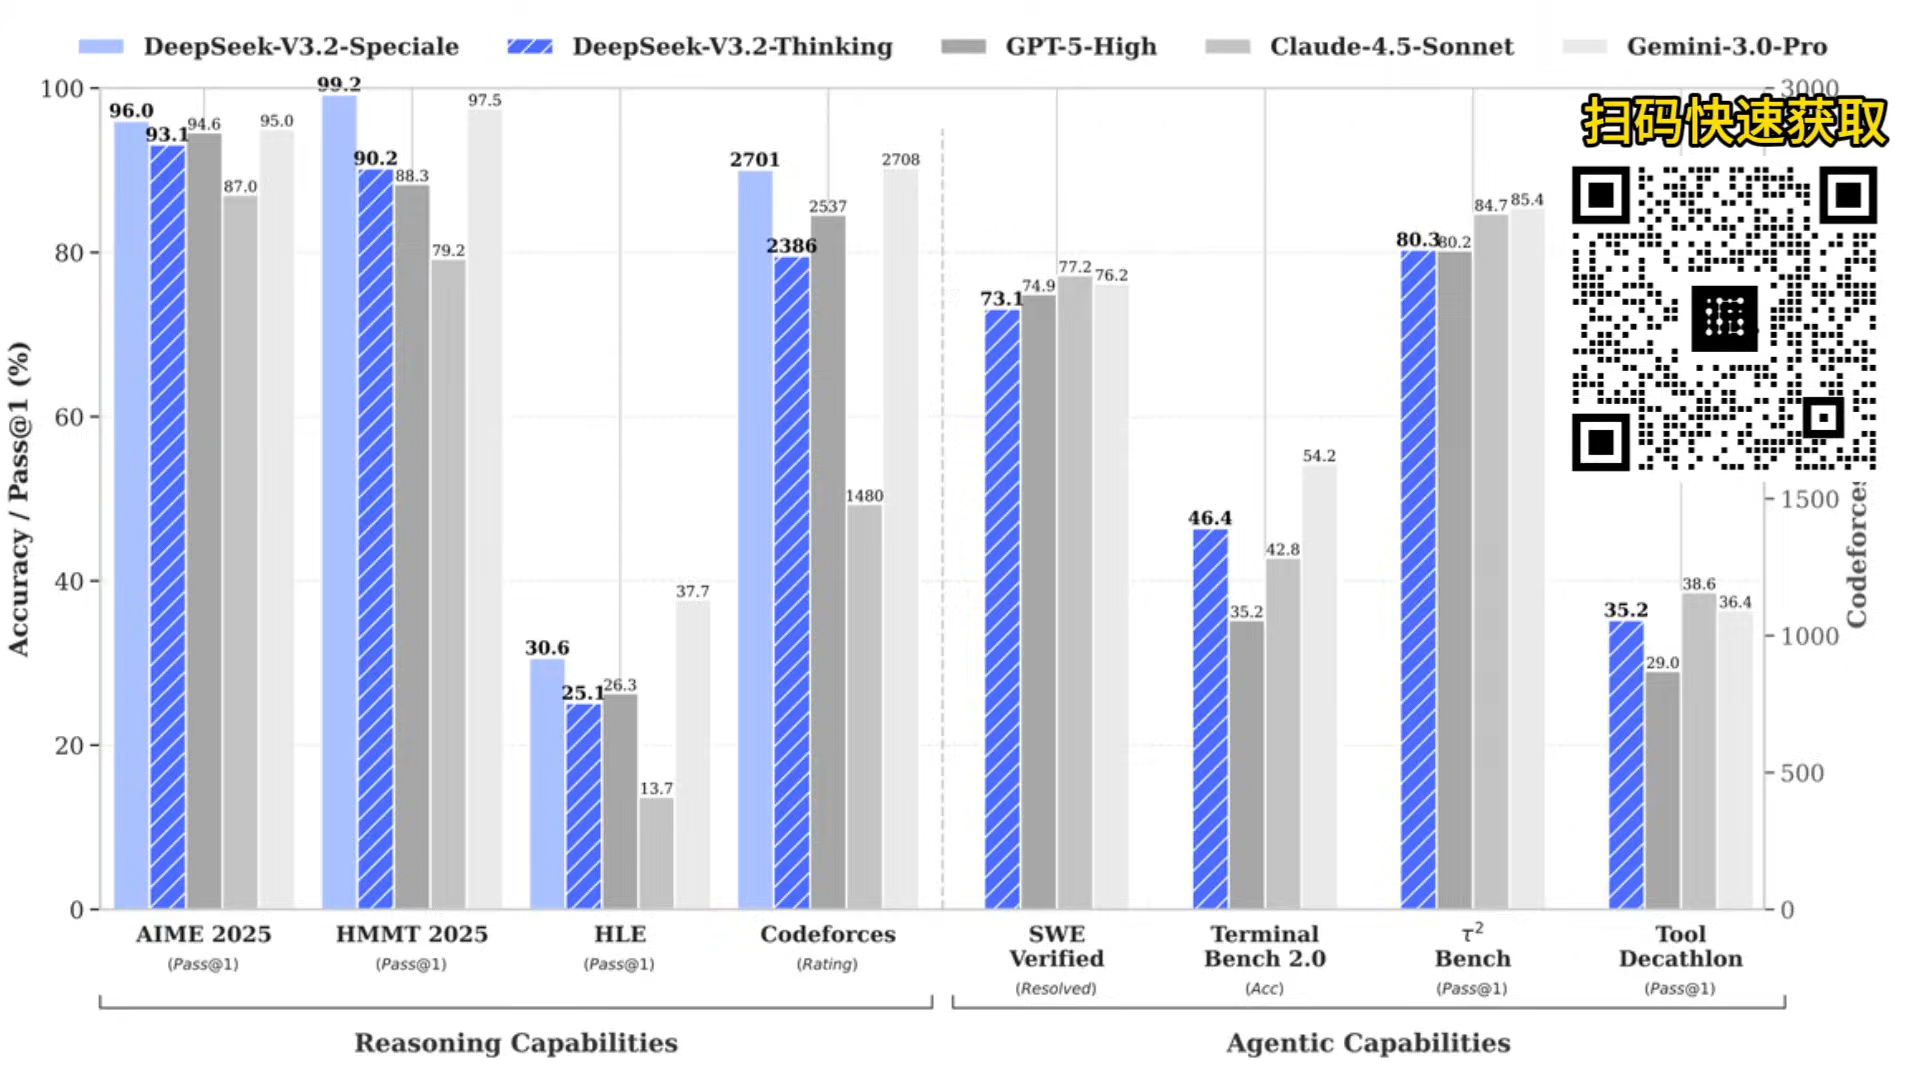 DeepSeek-V3.2-Speciale DeepSeek-V3.2-Thinking GPT-5-High Claude-4.5-Sonnet Gemini-3.0-Pro
扫码快速获取
Accuracy / Pass@1 (%)
100
80
60
40
20
0
96.0
93.1
94.6
87.0
95.0
99.2
90.2
88.3
79.2
97.5
30.6
25.1
26.3
13.7
37.7
2701
2386
2537
1480
2708
73.1
74.9
77.2
76.2
46.4
35.2
42.8
54.2
80.3
80.2
84.7
85.4
35.2
29.0
38.6
36.4
3000
1500
1000
500
0
Codeforces
AIME 2025
(Pass@1)
HMMT 2025
(Pass@1)
HLE
(Pass@1)
Codeforces
(Rating)
SWE
Verified
(Resolved)
Terminal
Bench 2.0
(Acc)
τ²
Bench
(Pass@1)
Tool
Decathlon
(Pass@1)
Reasoning Capabilities
Agentic Capabilities